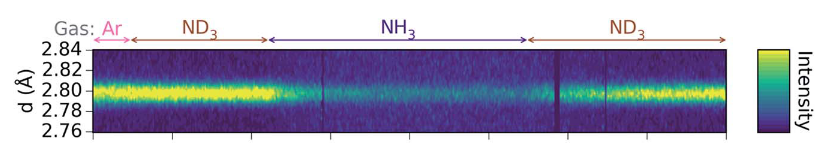 Gas: Ar ND3 NH3 ND3
2.84
2.82
2.80
2.78
2.76
d (Å)
Intensity